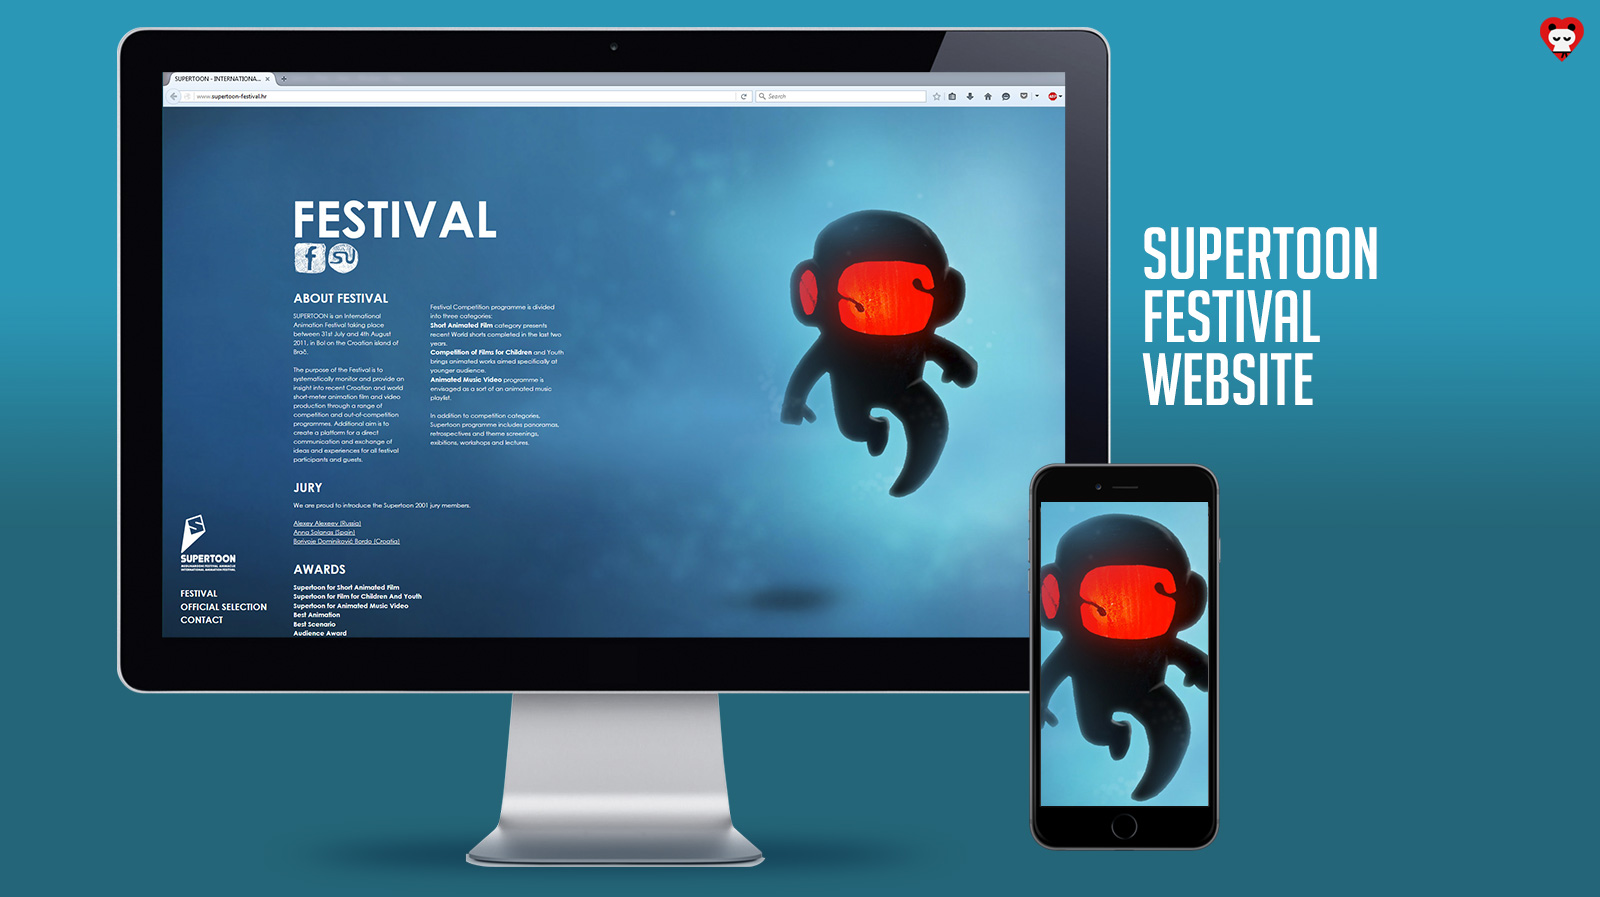 SUPERTOON - INTERNATIONA...
www.supertoon-festival.hr
Search
FESTIVAL
f
SU
ABOUT FESTIVAL
SUPERTOON is an International
Animation Festival taking place
between 31st July and 4th August
2011, in Bol on the Croatian island of
Brač.
The purpose of the Festival is to
systematically monitor and provide an
insight into recent Croatian and world
short-meter animation film and video
production through a range of
competition and out-of-competition
programmes. Additional aim is to
create a platform for a direct
communication and exchange of
ideas and experiences for all festival
participants and guests.
Festival Competition programme is divided
into three categories:
Short Animated Film category presents
recent World shorts completed in the last two
years.
Competition of Films for Children and Youth
brings animated works aimed specifically at
younger audience.
Animated Music Video programme is
envisaged as a sort of an animated music
playlist.
In addition to competition categories,
Supertoon programme includes panoramas,
retrospectives and theme screenings,
exibitions, workshops and lectures.
JURY
We are proud to introduce the Supertoon 2001 jury members.
Alexey Alexeev (Russia)
Anna Solanas (Spain)
Borivoje Dominiković Bordo (Croatia)
AWARDS
Supertoon for Short Animated Film
Supertoon for Film for Children And Youth
Supertoon for Animated Music Video
Best Animation
Best Scenario
Audience Award
S
SUPERTOON
INTERNATIONAL ANIMATION FESTIVAL
FESTIVAL
OFFICIAL SELECTION
CONTACT
SUPERTOON
FESTIVAL
WEBSITE